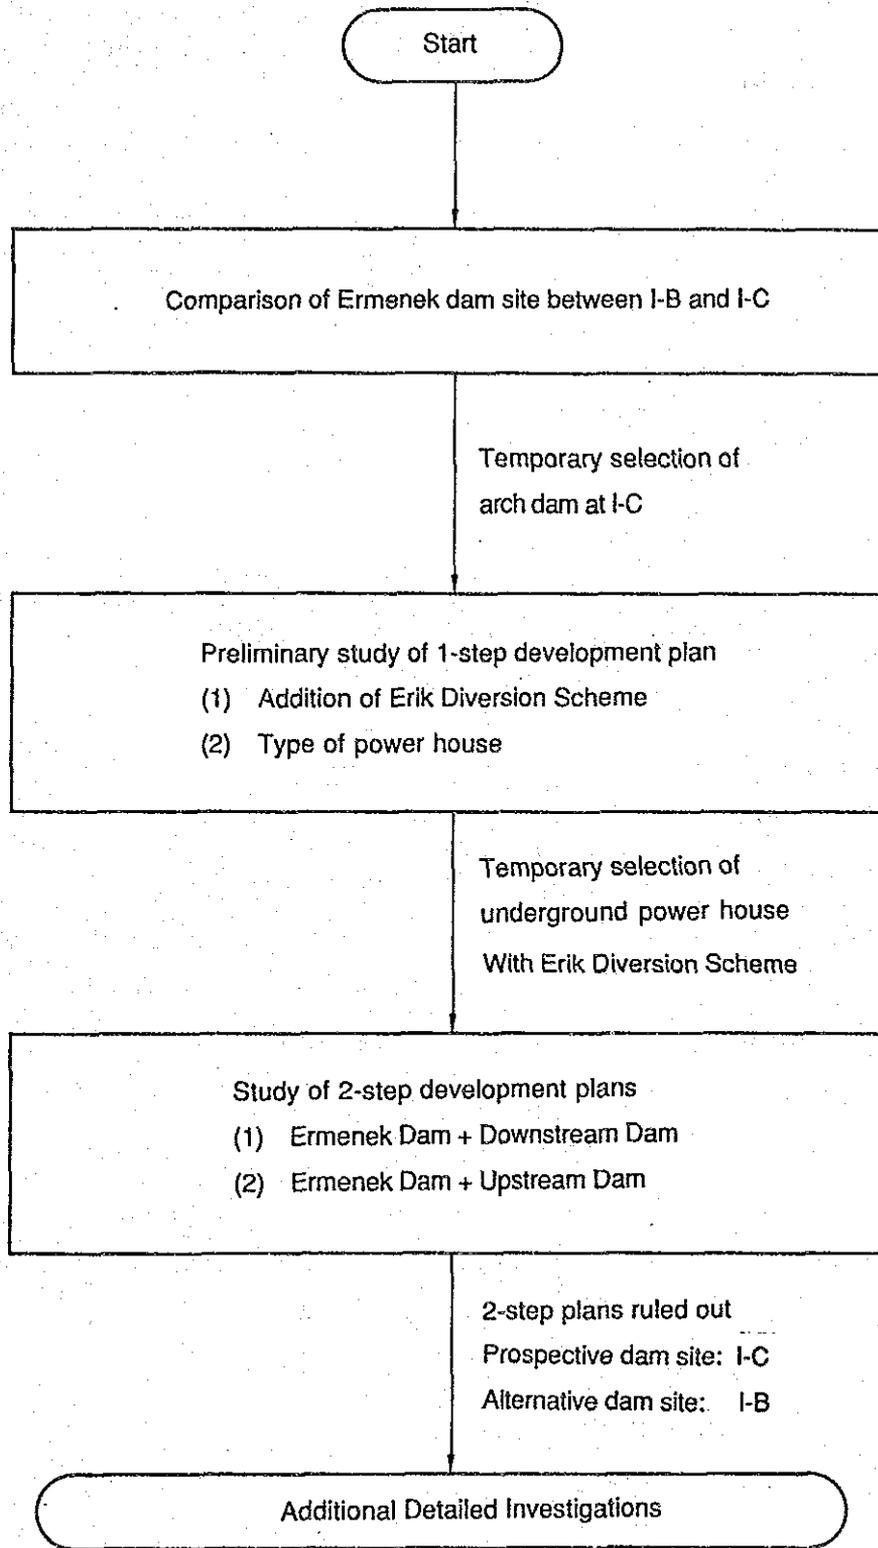 Start
Comparison of Ermenek dam site between I-B and I-C
Temporary selection of
arch dam at I-C
Preliminary study of 1-step development plan
(1) Addition of Erik Diversion Scheme
(2) Type of power house
Temporary selection of
underground power house
With Erik Diversion Scheme
Study of 2-step development plans
(1) Ermenek Dam + Downstream Dam
(2) Ermenek Dam + Upstream Dam
2-step plans ruled out
Prospective dam site: I-C
Alternative dam site: I-B
Additional Detailed Investigations